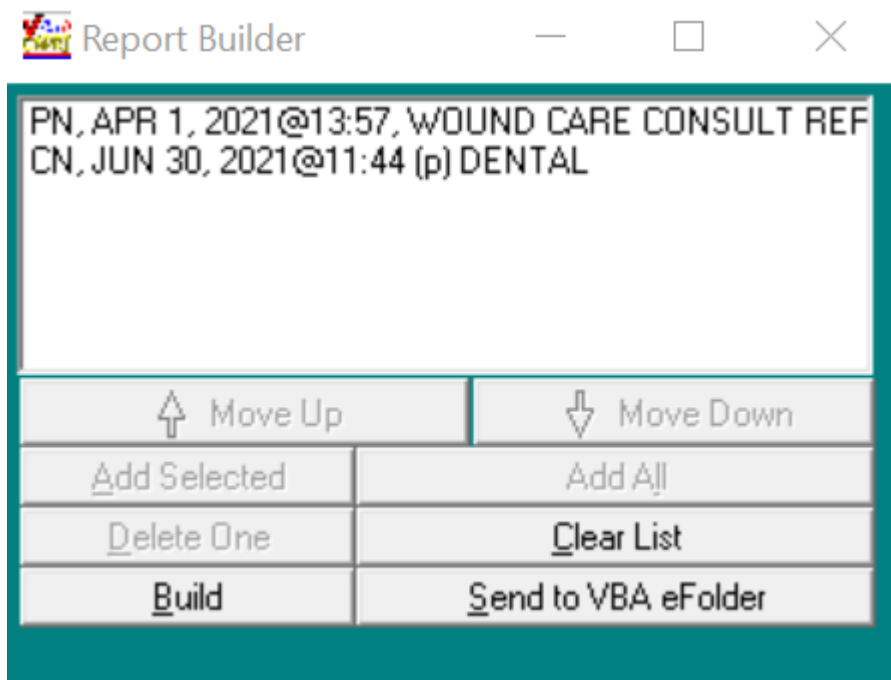 Report Builder
PN, APR 1, 2021@13:57, WOUND CARE CONSULT REF
CN, JUN 30, 2021@11:44 (p) DENTAL
Move Up
Move Down
Add Selected
Add All
Delete One
Clear List
Build
Send to VBA eFolder